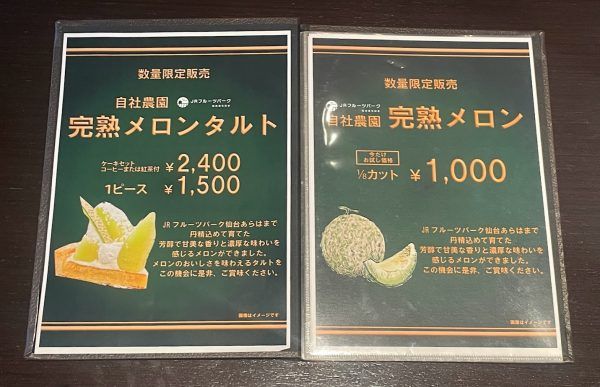 数量限定販売
自社農園 JRフルーツパーク
完熟メロンタルト
ケーキセット
コーヒーまたは紅茶付 ¥2,400
1ピース ¥1,500
JRフルーツパーク仙台あらはまで
丹精込めて育てた
芳醇で甘美な香りと濃厚な味わいを
感じるメロンができました。
メロンのおいしさを味わえるタルトを
この機会に是非、ご賞味ください。
画像はイメージです
数量限定販売
JRフルーツパーク
自社農園 完熟メロン
今だけ
お試し価格
1/8カット ¥1,000
JRフルーツパーク仙台あらはまで
丹精込めて育てた
芳醇で甘美な香りと濃厚な味わいを
感じるメロンができました。
この機会に是非、ご賞味ください。
画像はイメージです